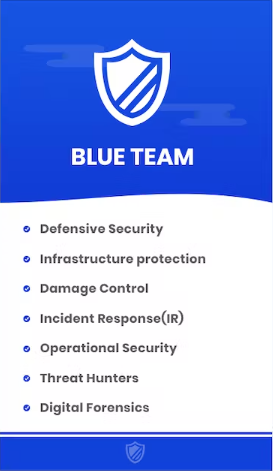 BLUE TEAM
Defensive Security
Infrastructure protection
Damage Control
Incident Response(IR)
Operational Security
Threat Hunters
Digital Forensics